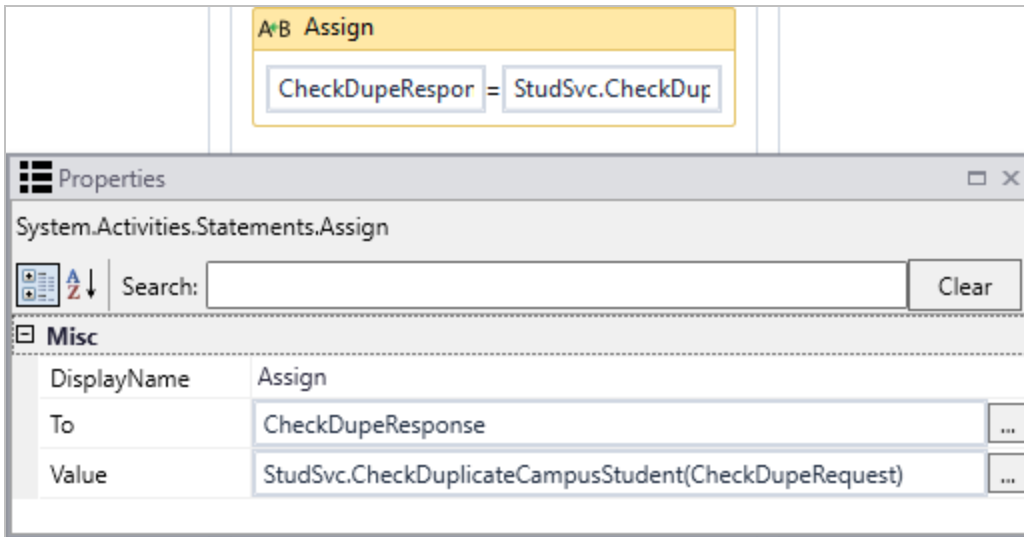 A+B Assign
CheckDupeRespor = StudSvc.CheckDup
Properties
System.Activities.Statements.Assign
A Z Search: Clear
Misc
DisplayName Assign
To CheckDupeResponse ...
Value StudSvc.CheckDuplicateCampusStudent(CheckDupeRequest) ...